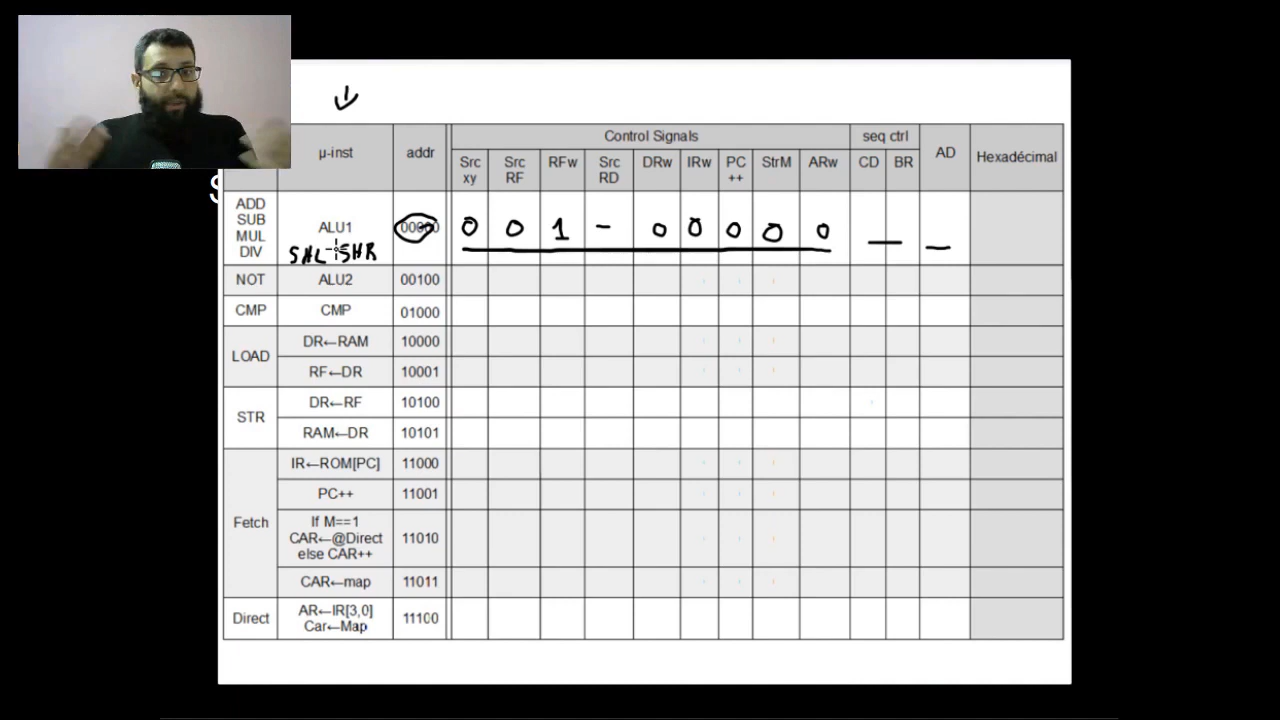 S
µ-inst addr Control Signals seq ctrl AD Hexadécimal
Src xy Src RF RFw Src RD DRw IRw PC ++ StrM ARw CD BR
ADD SUB MUL DIV ALU1 00000 0 0 1 - 0 0 0 0 0 — —
SHL - SHR
NOT ALU2 00100
CMP CMP 01000
LOAD DR←RAM 10000
RF←DR 10001
STR DR←RF 10100
RAM←DR 10101
Fetch IR←ROM[PC] 11000
PC++ 11001
If M==1
CAR←@Direct 11010
else CAR++
CAR←map 11011
Direct AR←IR[3,0] 11100
Car←Map